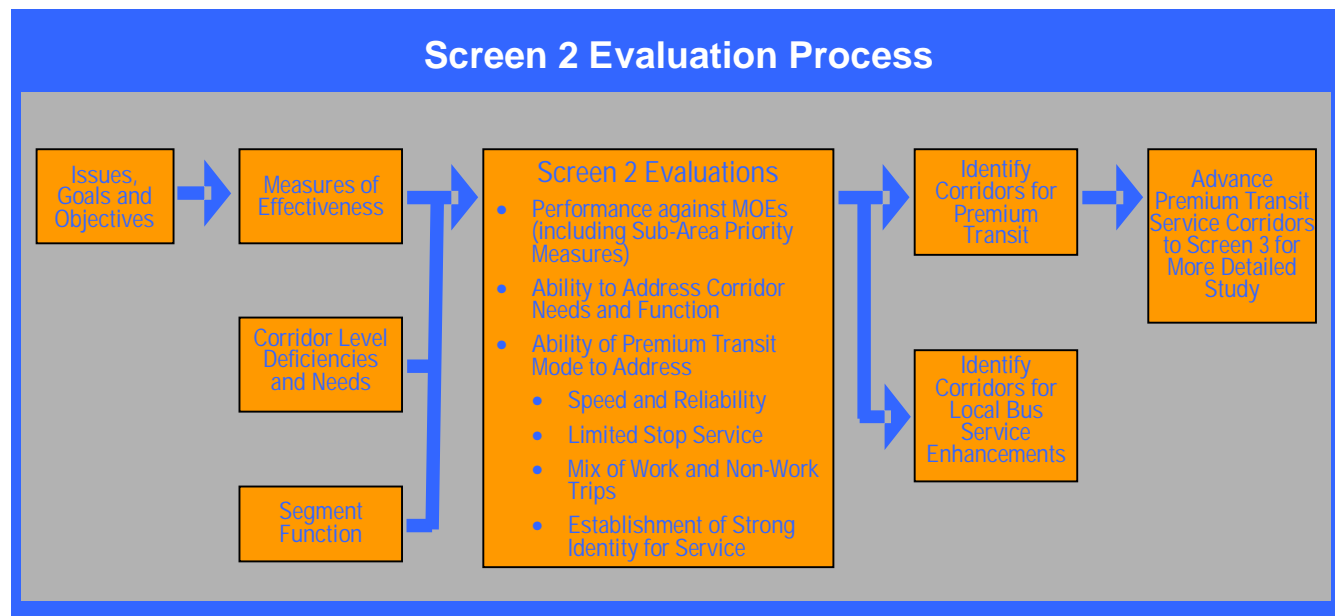 Screen 2 Evaluation Process
Issues,
Goals and
Objectives
Measures of
Effectiveness
Corridor Level
Deficiencies
and Needs
Segment
Function
Screen 2 Evaluations
• Performance against MOEs
(including Sub-Area Priority
Measures)
• Ability to Address Corridor
Needs and Function
• Ability of Premium Transit
Mode to Address
• Speed and Reliability
• Limited Stop Service
• Mix of Work and Non-Work
Trips
• Establishment of Strong
Identity for Service
Identify
Corridors for
Premium
Transit
Identify
Corridors for
Local Bus
Service
Enhancements
Advance
Premium Transit
Service Corridors
to Screen 3 for
More Detailed
Study